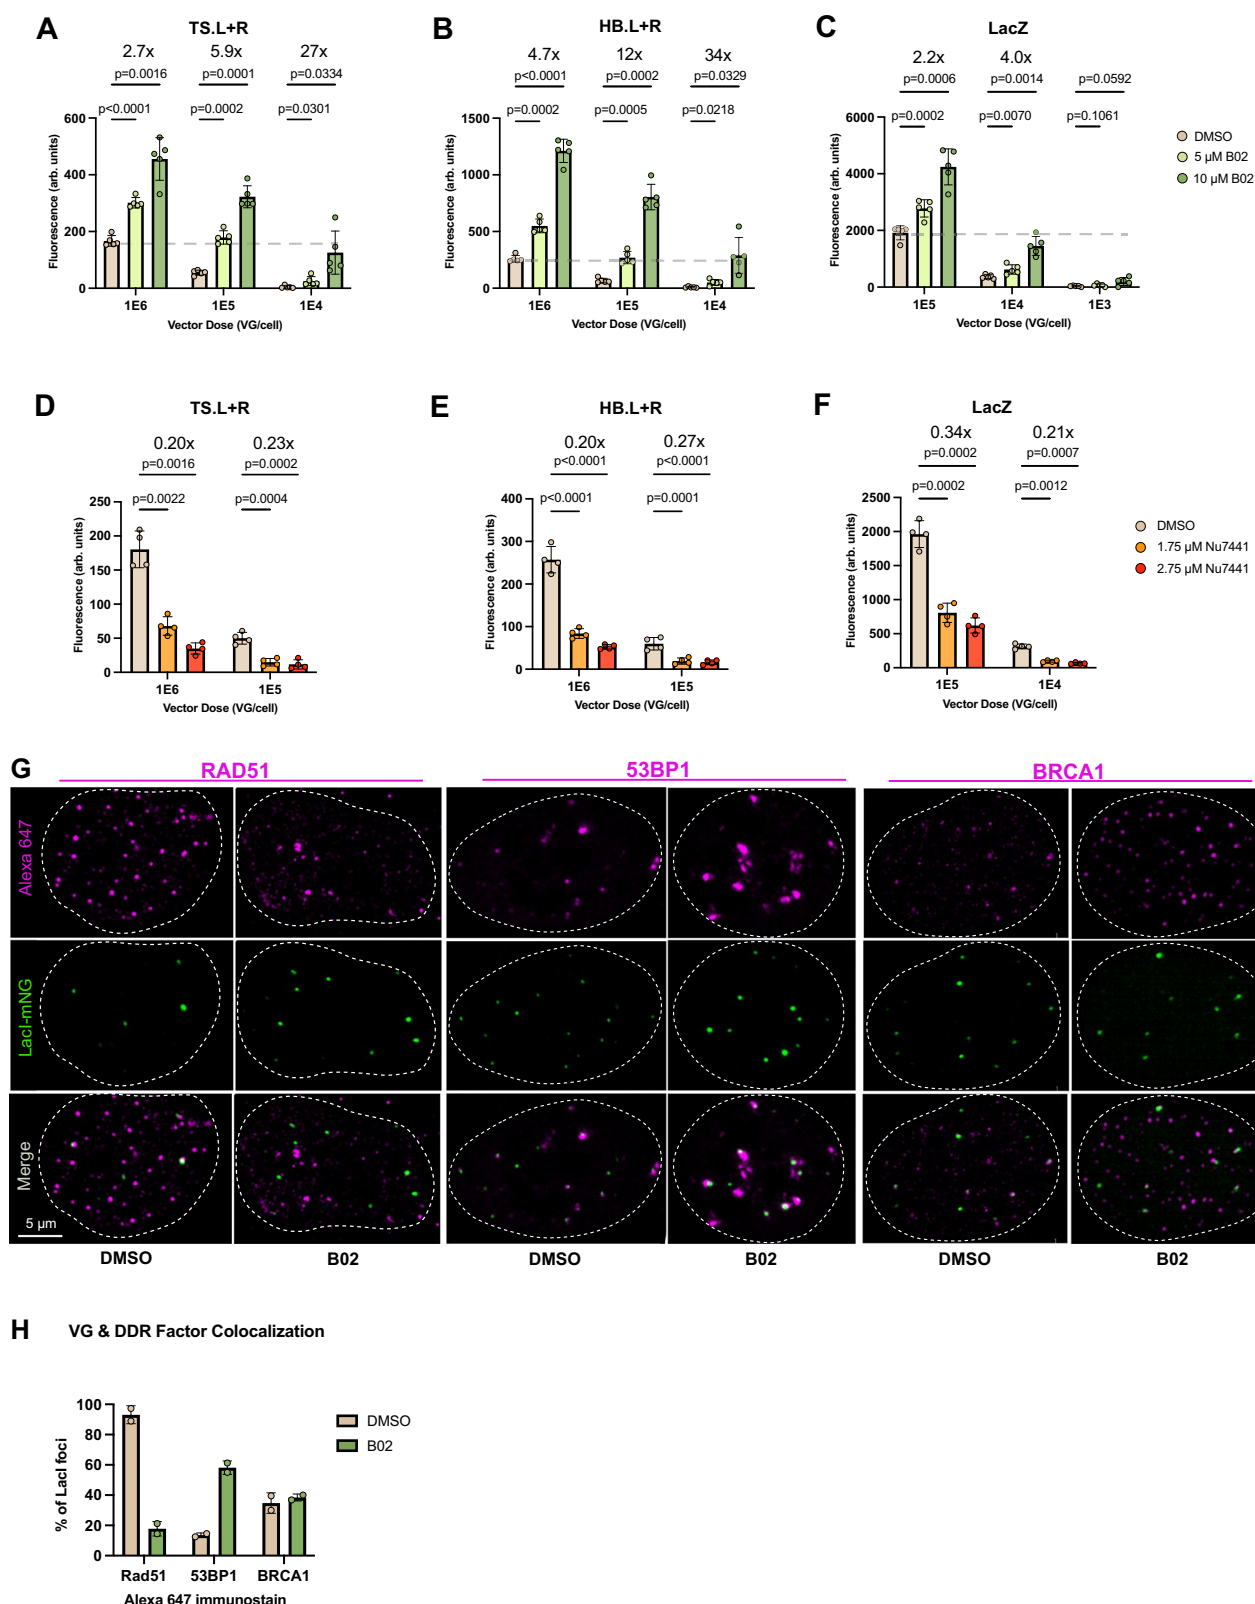 A
TS.L+R
2.7x 5.9x 27x
p=0.0016 p=0.0001 p=0.0334
p<0.0001 p=0.0002 p=0.0301
Fluorescence (arb. units)
600
400
200
0
1E6 1E5 1E4
Vector Dose (VG/cell)
B
HB.L+R
4.7x 12x 34x
p<0.0001 p=0.0002 p=0.0329
p=0.0002 p=0.0005 p=0.0218
Fluorescence (arb. units)
1500
1000
500
0
1E6 1E5 1E4
Vector Dose (VG/cell)
C
LacZ
2.2x 4.0x
p=0.0006 p=0.0014 p=0.0592
p=0.0002 p=0.0070 p=0.1061
Fluorescence (arb. units)
6000
4000
2000
0
1E5 1E4 1E3
Vector Dose (VG/cell)
DMSO
5 µM B02
10 µM B02
D
TS.L+R
0.20x 0.23x
p=0.0016 p=0.0002
p=0.0022 p=0.0004
Fluorescence (arb. units)
250
200
150
100
50
0
1E6 1E5
Vector Dose (VG/cell)
E
HB.L+R
0.20x 0.27x
p<0.0001 p<0.0001
p<0.0001 p=0.0001
Fluorescence (arb. units)
400
300
200
100
0
1E6 1E5
Vector Dose (VG/cell)
F
LacZ
0.34x 0.21x
p=0.0002 p=0.0007
p=0.0002 p=0.0012
Fluorescence (arb. units)
2500
2000
1500
1000
500
0
1E5 1E4
Vector Dose (VG/cell)
DMSO
1.75 µM Nu7441
2.75 µM Nu7441
G
RAD51 53BP1 BRCA1
Alexa 647
LacI-mNG
Merge
5 µm
DMSO B02 DMSO B02 DMSO B02
H
VG & DDR Factor Colocalization
% of LacI foci
100
80
60
40
20
0
Rad51 53BP1 BRCA1
Alexa 647 immunostain
DMSO
B02